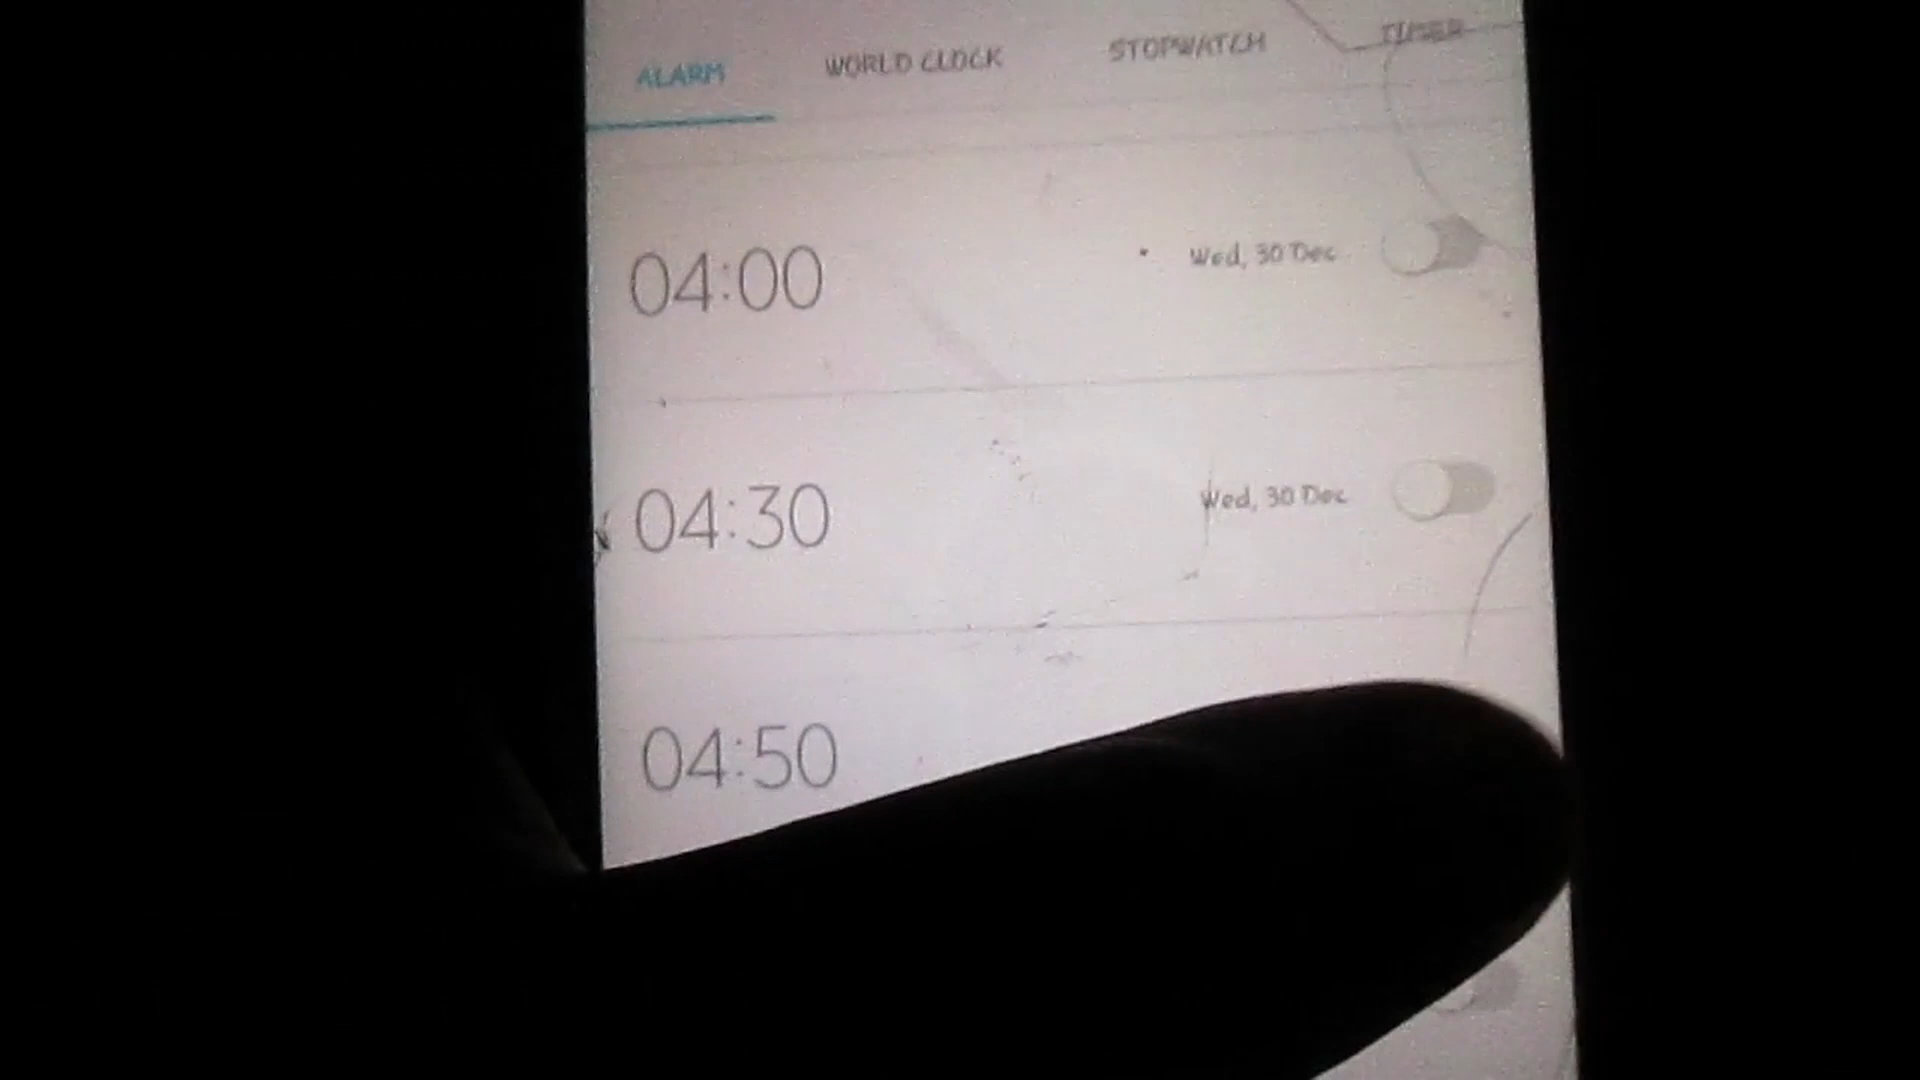 ALARM WORLD CLOCK STOPWATCH TIMER
04:00 Wed, 30 Dec
04:30 Wed, 30 Dec
04:50